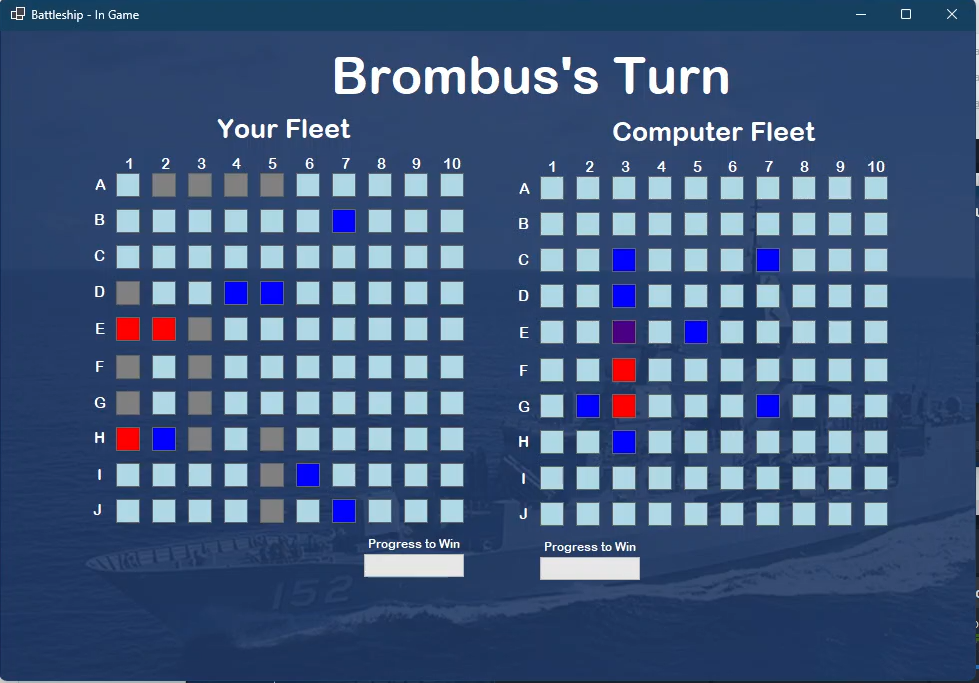 Battleship - In Game
Brombus's Turn
Your Fleet
1 2 3 4 5 6 7 8 9 10
A
B
C
D
E
F
G
H
I
J
Progress to Win
Computer Fleet
1 2 3 4 5 6 7 8 9 10
A
B
C
D
E
F
G
H
I
J
Progress to Win
152